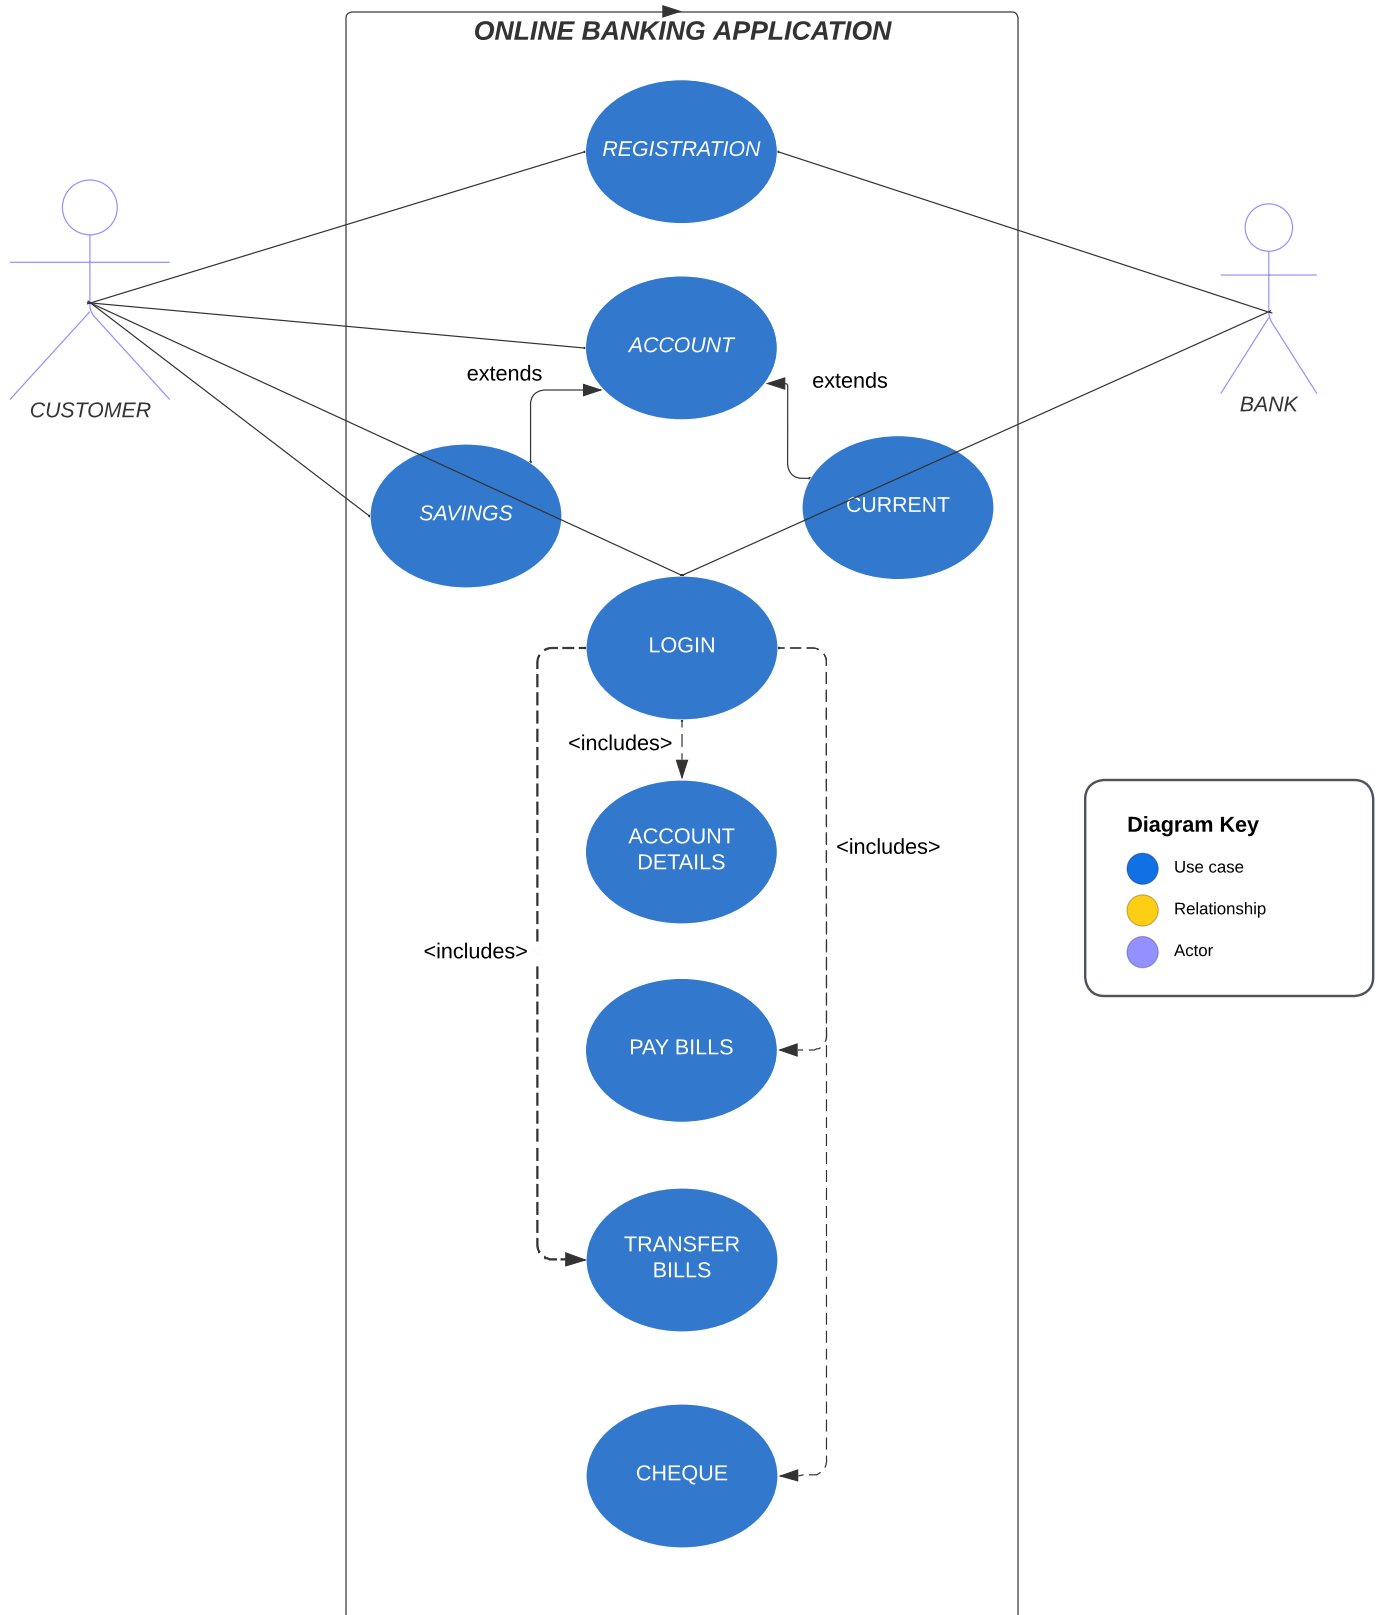 ONLINE BANKING APPLICATION
REGISTRATION
ACCOUNT
extends
extends
CUSTOMER
BANK
SAVINGS
CURRENT
LOGIN
<includes>
ACCOUNT
DETAILS
<includes>
Diagram Key
Use case
Relationship
Actor
<includes>
PAY BILLS
TRANSFER
BILLS
CHEQUE